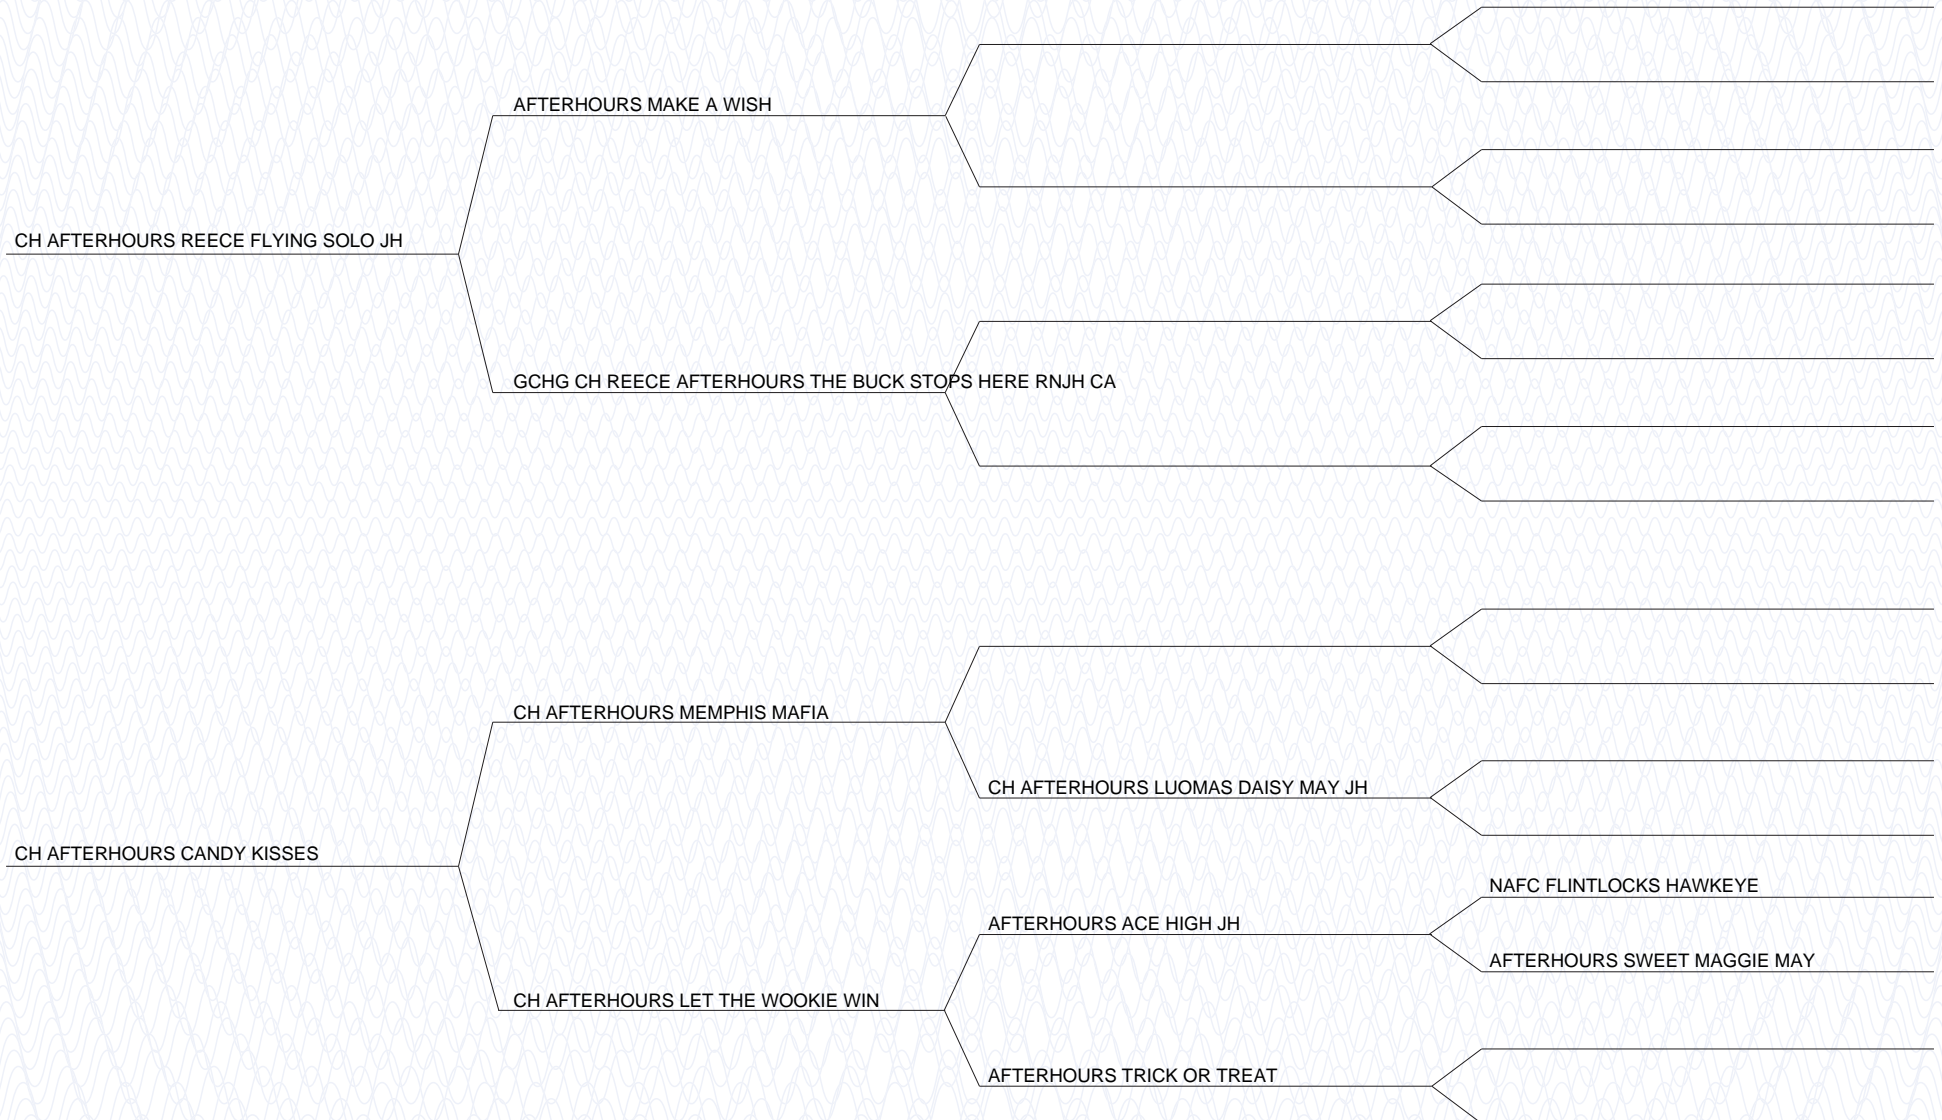 AFTERHOURS MAKE A WISH
CH AFTERHOURS REECE FLYING SOLO JH
GCHG CH REECE AFTERHOURS THE BUCK STOPS HERE RNJH CA
CH AFTERHOURS MEMPHIS MAFIA
CH AFTERHOURS LUOMAS DAISY MAY JH
CH AFTERHOURS CANDY KISSES
NAFC FLINTLOCKS HAWKEYE
AFTERHOURS ACE HIGH JH
AFTERHOURS SWEET MAGGIE MAY
CH AFTERHOURS LET THE WOOKIE WIN
AFTERHOURS TRICK OR TREAT